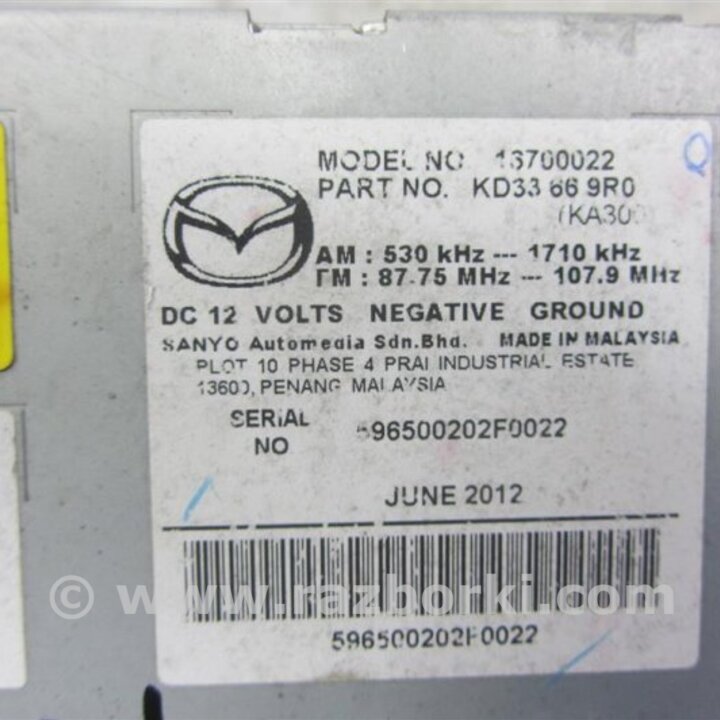 MODEL NO 16700022
PART NO. KD33 66 9R0
(KA30
AM : 530 kHz --- 1710 kHz
FM : 87.75 MHz --- 107.9 MHz
DC 12 VOLTS NEGATIVE GROUND
SANYO Automedia Sdn.Bhd. MADE IN MALAYSIA
PLOT 10 PHASE 4 PRAI INDUSTRIAL ESTATE
13600, PENANG MALAYSIA
SERIAL
NO
596500202F0022
JUNE 2012
© www.razborki.com
596500202F0022